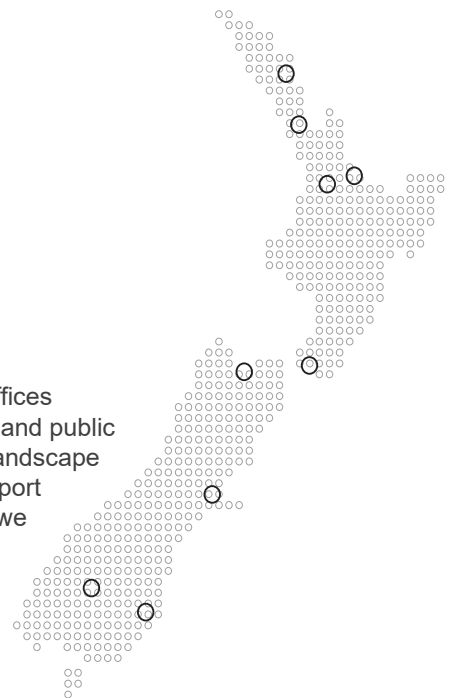 ffices
and public
andscape
port
we